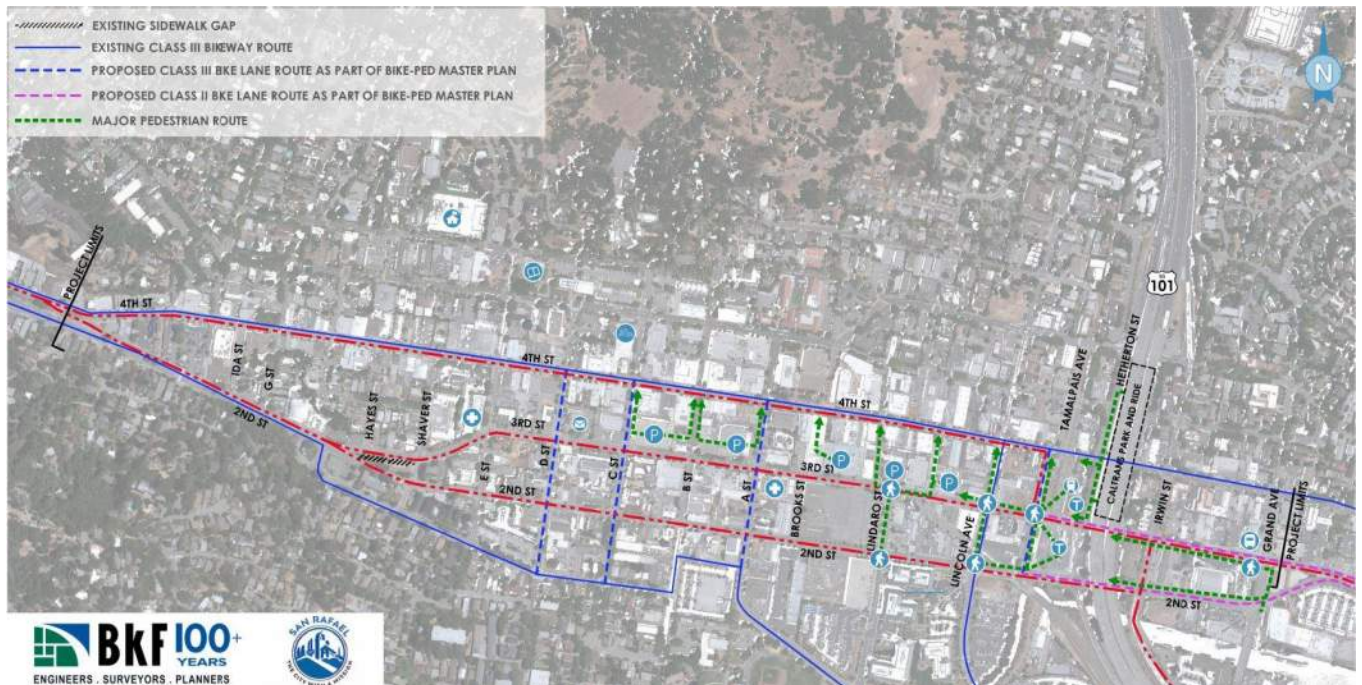 EXISTING SIDEWALK GAP
EXISTING CLASS III BIKEWAY ROUTE
PROPOSED CLASS III BKE LANE ROUTE AS PART OF BIKE-PED MASTER PLAN
PROPOSED CLASS II BKE LANE ROUTE AS PART OF BIKE-PED MASTER PLAN
MAJOR PEDESTRIAN ROUTE
N
PROJECT LIMITS
4TH ST
IDA ST
G ST
2ND ST
HAYES ST
SHAVER ST
4TH ST
3RD ST
E ST
D ST
2ND ST
C ST
P
B ST
P
A ST
4TH ST
BROOKS ST
3RD ST
P
P
P
2ND ST
LINDARO ST
LINCOLN AVE
TAMALPAIS AVE
T
T
HETHERTON ST
101
CALTRANS PARK AND RIDE
IRWIN ST
2ND ST
GRAND AVE
PROJECT LIMITS
BKF 100+
YEARS
ENGINEERS . SURVEYORS . PLANNERS
SAN RAFAEL
THE CITY WITH A MISSION